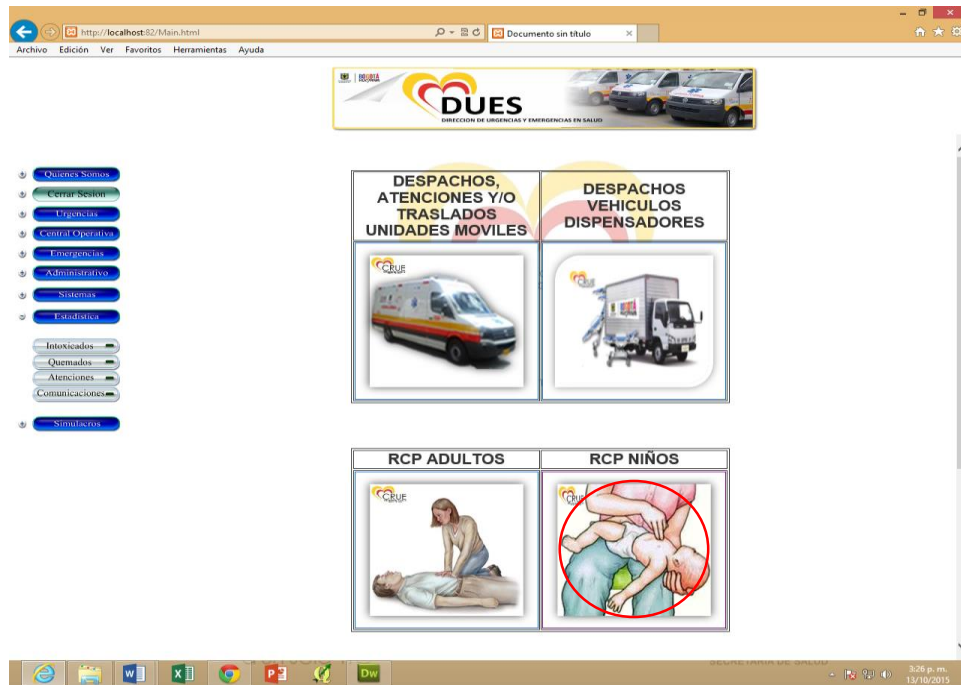 http://localhost:82/Main.html
Documento sin título
Archivo Edición Ver Favoritos Herramientas Ayuda
BOGOTÁ
DUES
DIRECCION DE URGENCIAS Y EMERGENCIAS EN SALUD
Quienes Somos
Cerrar Sesion
Urgencias
Central Operativa
Emergencias
Administrativo
Sistemas
Estadistica
Intoxicados
Quemados
Atenciones
Comunicaciones
Simulacros
DESPACHOS,
ATENCIONES Y/O
TRASLADOS
UNIDADES MOVILES
DESPACHOS
VEHICULOS
DISPENSADORES
CRUE
CRUE
RCP ADULTOS
RCP NIÑOS
CRUE
CRUE
SECRETARIA DE SALUD
Dw
3:26 p. m.
13/10/2015